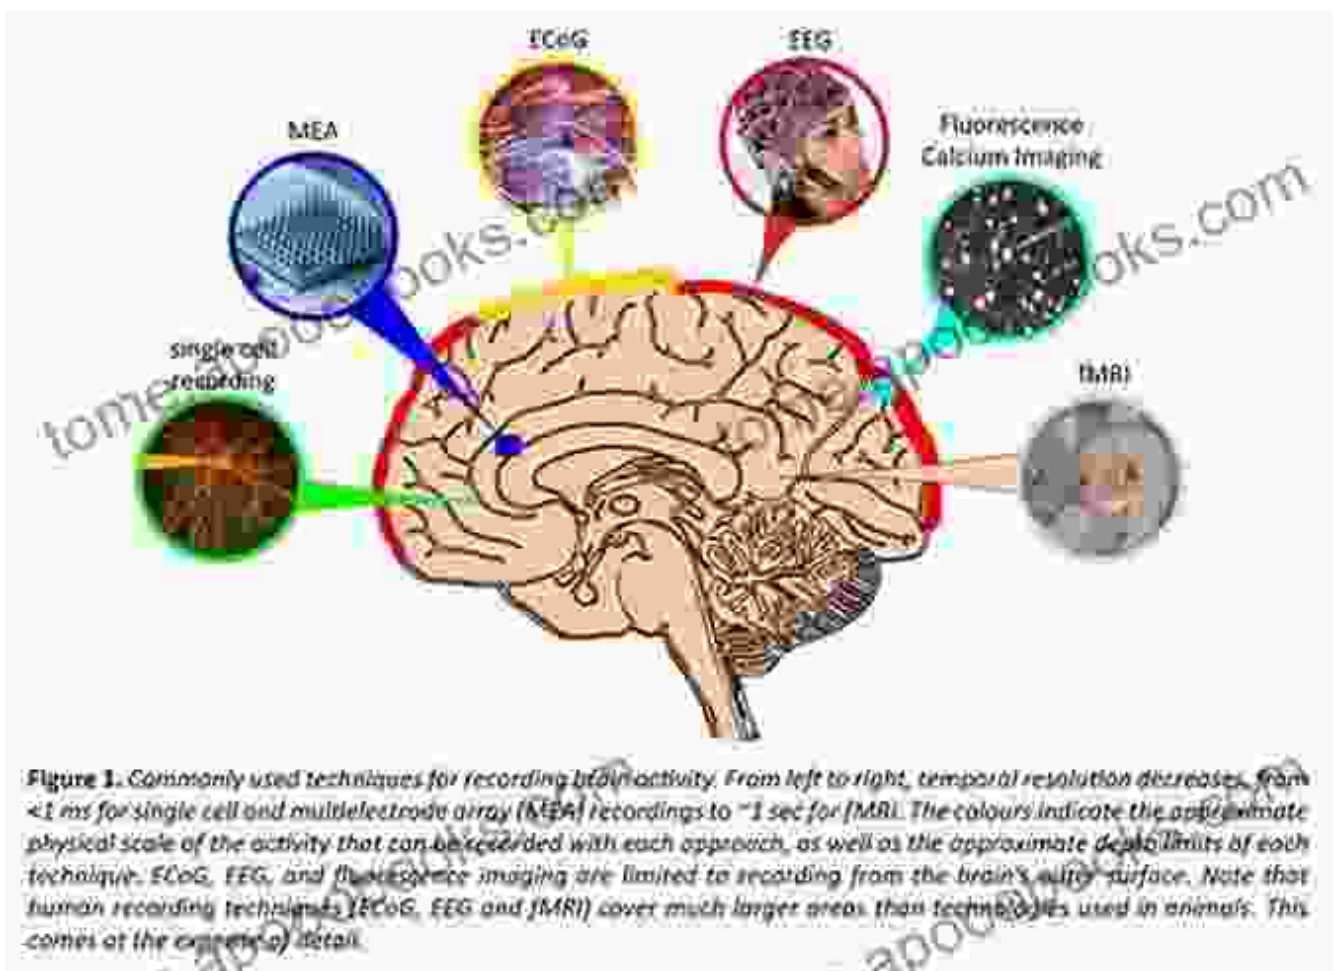 ECoG
EEG
MEA
Fluorescence
Calcium Imaging
single cell
recording
fMRI
tome.apobooks.com
Figure 1. Commonly used techniques for recording brain activity. From left to right, temporal resolution decreases, from
<1 ms for single cell and multielectrode array (MEA) recordings to ~1 sec for fMRI. The colours indicate the approximate
physical scale of the activity that can be recorded with each approach, as well as the approximate depth limits of each
technique. ECoG, EEG, and fluorescence imaging are limited to recording from the brain's outer surface. Note that
human recording techniques (ECoG, EEG and fMRI) cover much larger areas than technologies used in animals. This
comes at the expense of detail.